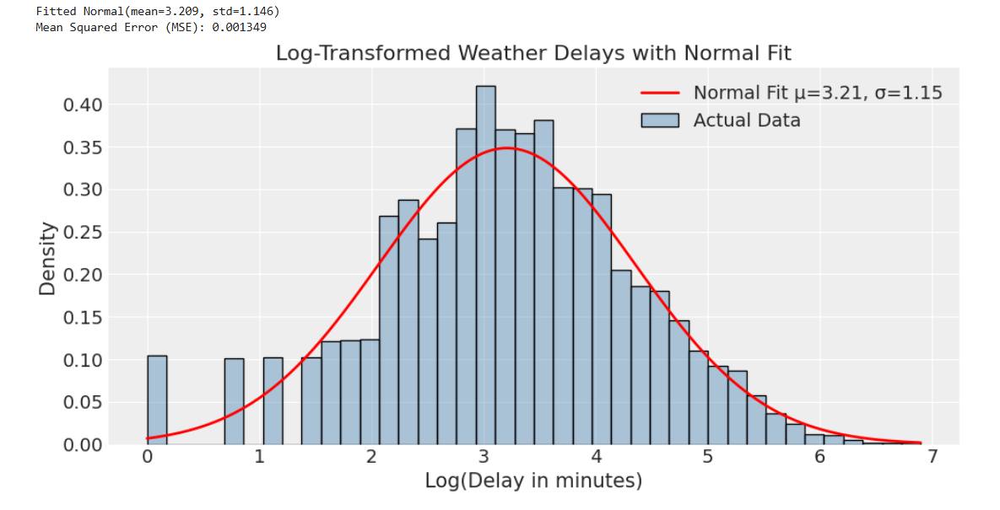 Fitted Normal(mean=3.209, std=1.146)
Mean Squared Error (MSE): 0.001349
Log-Transformed Weather Delays with Normal Fit
Normal Fit μ=3.21, σ=1.15
Actual Data
0.40
0.35
0.30
0.25
0.20
0.15
0.10
0.05
0.00
Density
0 1 2 3 4 5 6 7
Log(Delay in minutes)